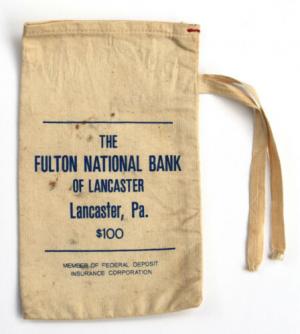 THE
FULTON NATIONAL BANK
OF LANCASTER
Lancaster, Pa.
$100
MEMBER OF FEDERAL DEPOSIT
INSURANCE CORPORATION